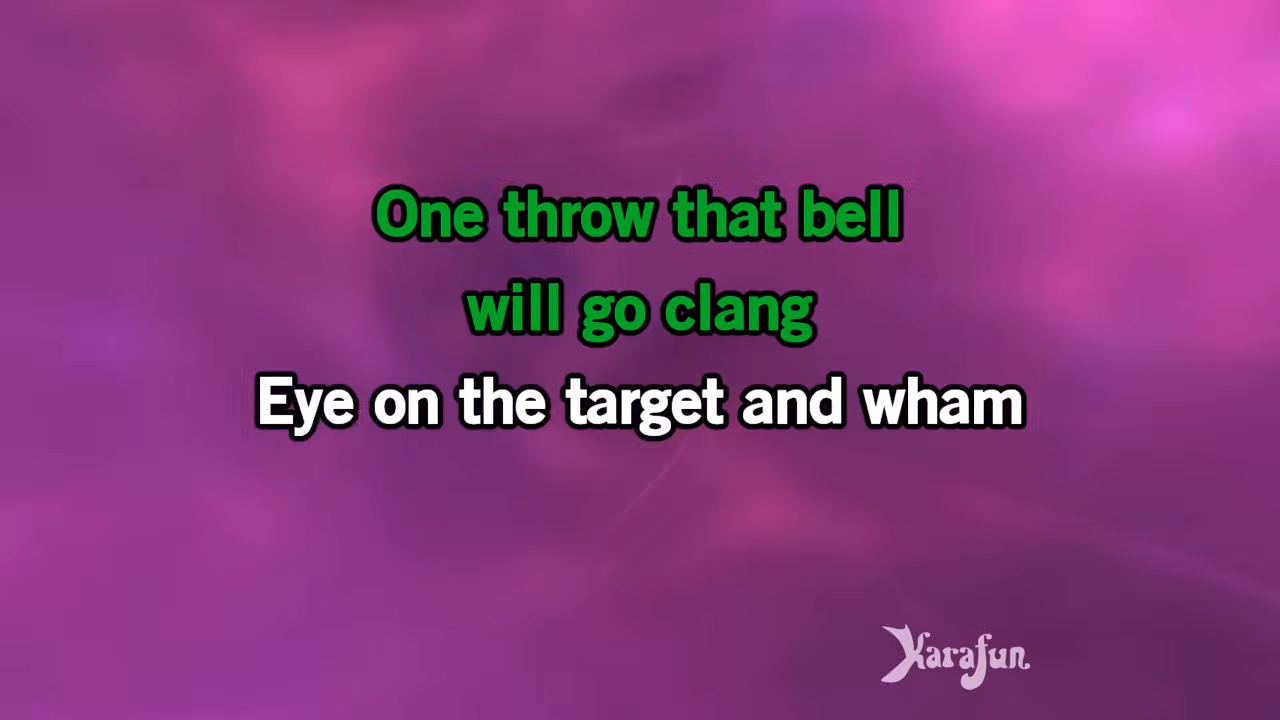 One throw that bell
will go clang
Eye on the target and wham
Karafun